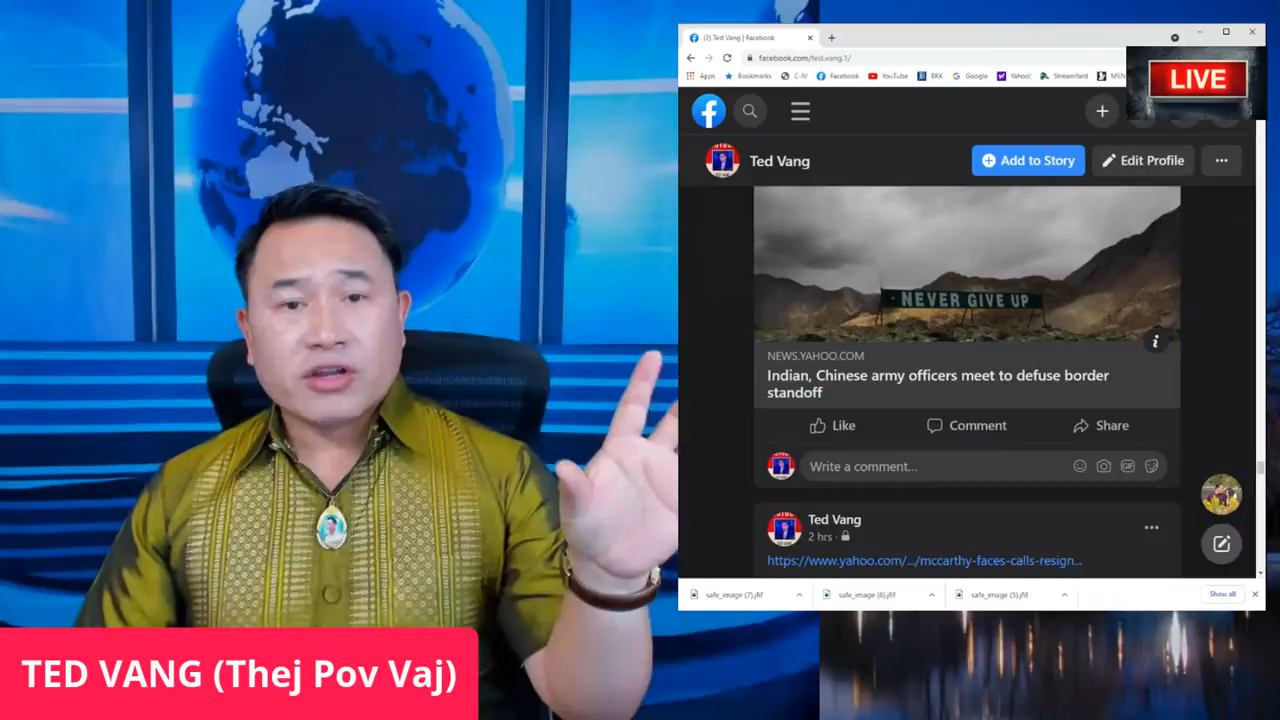 (2) Ted Vang | Facebook
facebook.com/ted.vang.1/
Apps Bookmarks C-IV Facebook YouTube BKK Google Yahoo! StreamYard MSN
LIVE
Ted Vang
Add to Story
Edit Profile
NEVER GIVE UP
NEWS.YAHOO.COM
Indian, Chinese army officers meet to defuse border
standoff
Like Comment Share
Write a comment...
GIF
Ted Vang
2 hrs ·
https://www.yahoo.com/.../mccarthy-faces-calls-resign...
safe_image (7).jfif safe_image (6).jfif safe_image (5).jfif Show all
TED VANG (Thej Pov Vaj)